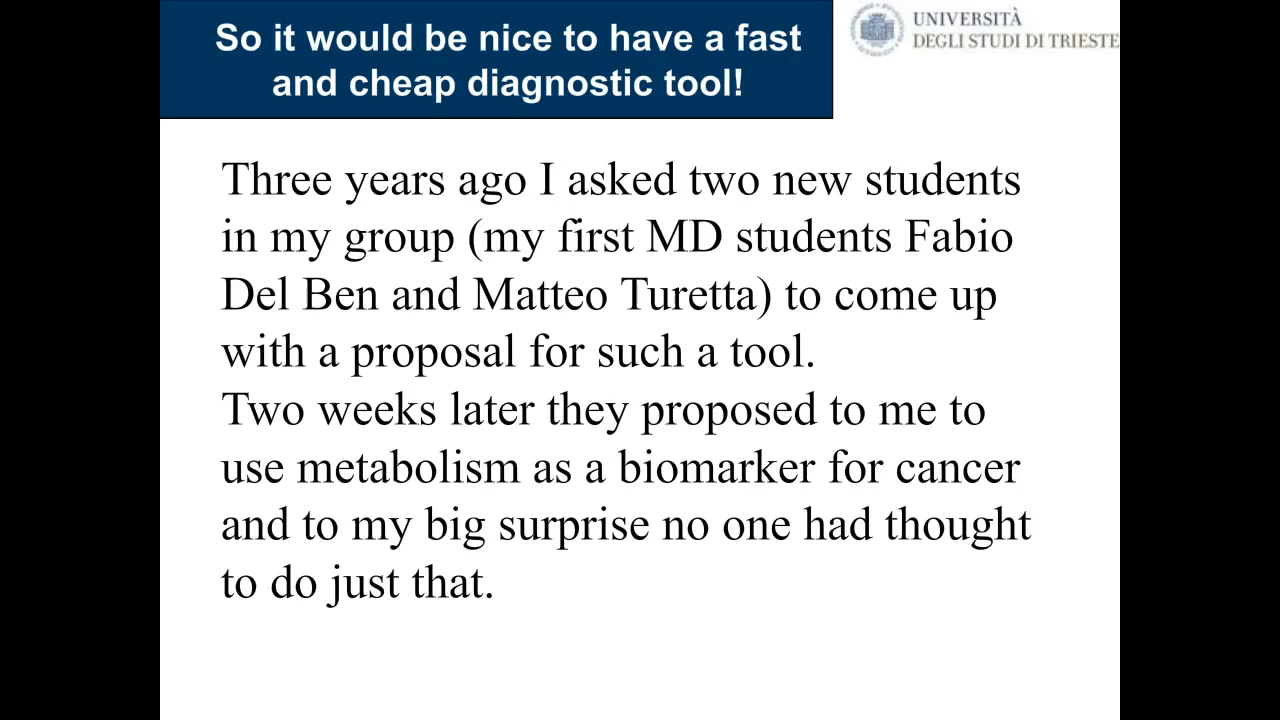 So it would be nice to have a fast
and cheap diagnostic tool!
UNIVERSITÀ
DEGLI STUDI DI TRIESTE
Three years ago I asked two new students
in my group (my first MD students Fabio
Del Ben and Matteo Turetta) to come up
with a proposal for such a tool.
Two weeks later they proposed to me to
use metabolism as a biomarker for cancer
and to my big surprise no one had thought
to do just that.